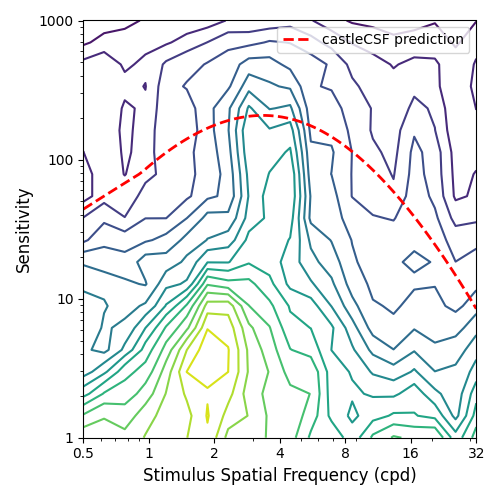 1000
castleCSF prediction
100
Sensitivity
10
1
0.5 1 2 4 8 16 32
Stimulus Spatial Frequency (cpd)